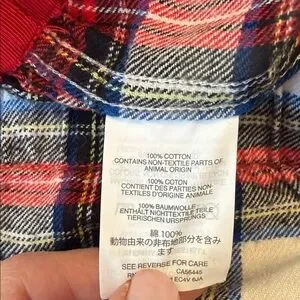 100% COTTON
CONTAINS NON-TEXTILE PARTS OF
ANIMAL ORIGIN
100% COTON
CONTIENT DES PARTIES NON-
TEXTILES D'ORIGINE ANIMALE
100% BAUMWOLLE
ENTHÄLT NICHTTEXTILE TEILE
TIERISCHEN URSPRUNGS
綿 100%
動物由来の非布地部分を含み
ます
SEE REVERSE FOR CARE
CA56445
EC4V 6JA